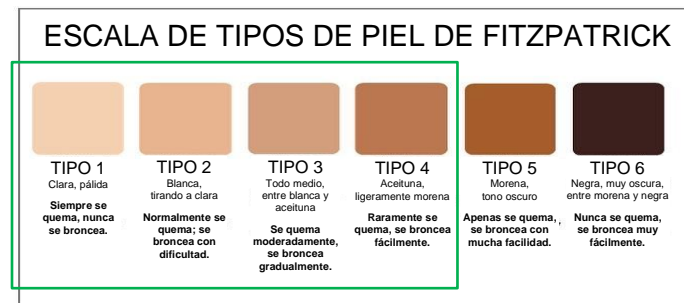 ESCALA DE TIPOS DE PIEL DE FITZPATRICK
TIPO 1
Clara, pálida
Siempre se
quema, nunca
se broncea.
TIPO 2
Blanca,
tirando a clara
Normalmente se
quema; se
broncea con
dificultad.
TIPO 3
Todo medio,
entre blanca y
aceituna
Se quema
moderadamente,
se broncea
gradualmente.
TIPO 4
Aceituna,
ligeramente morena
Raramente se
quema, se broncea
fácilmente.
TIPO 5
Morena,
tono oscuro
Apenas se quema,
se broncea con
mucha facilidad.
TIPO 6
Negra, muy oscura,
entre morena y negra
Nunca se quema,
se broncea muy
fácilmente.